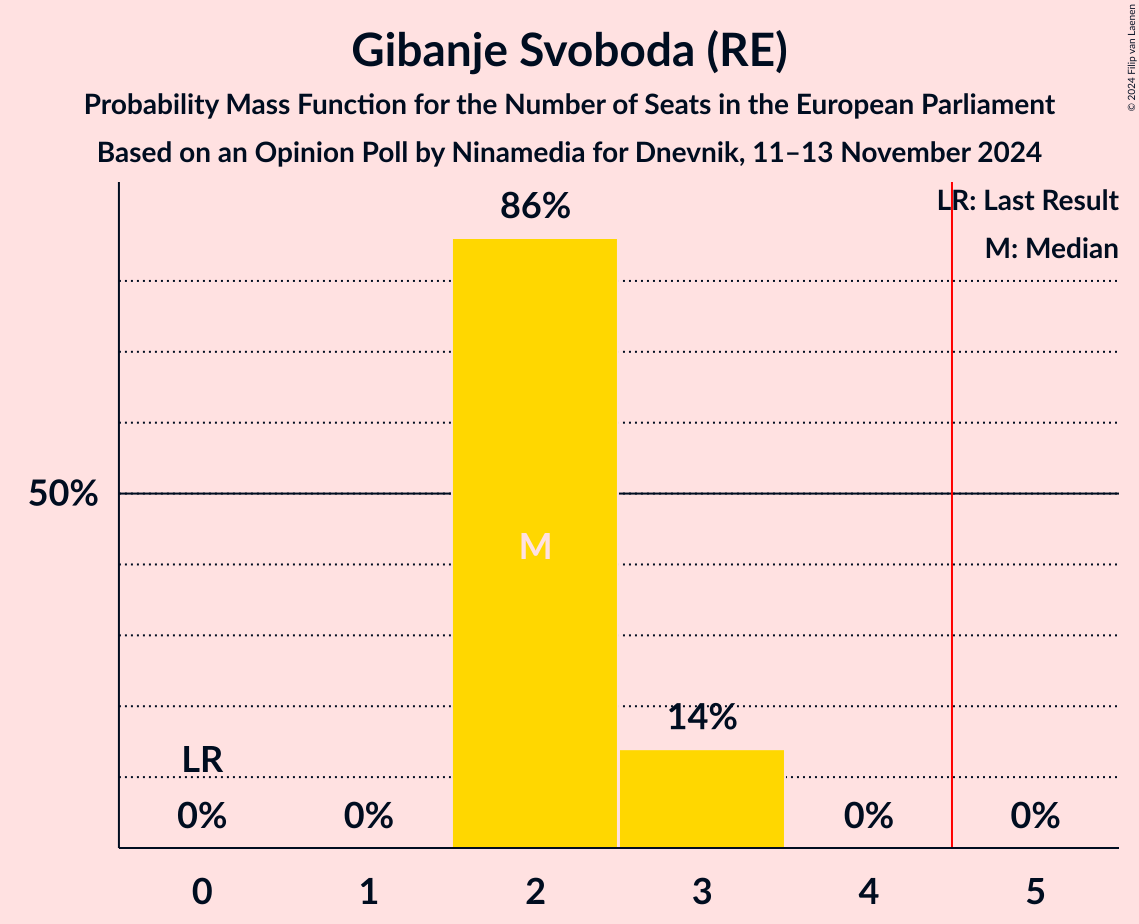 Gibanje Svoboda (RE)
Probability Mass Function for the Number of Seats in the European Parliament
Based on an Opinion Poll by Ninamedia for Dnevnik, 11–13 November 2024
© 2024 Filip van Laenen
LR: Last Result
M: Median
86%
50%
M
14%
LR
0%
0%
0%
0%
0
1
2
3
4
5